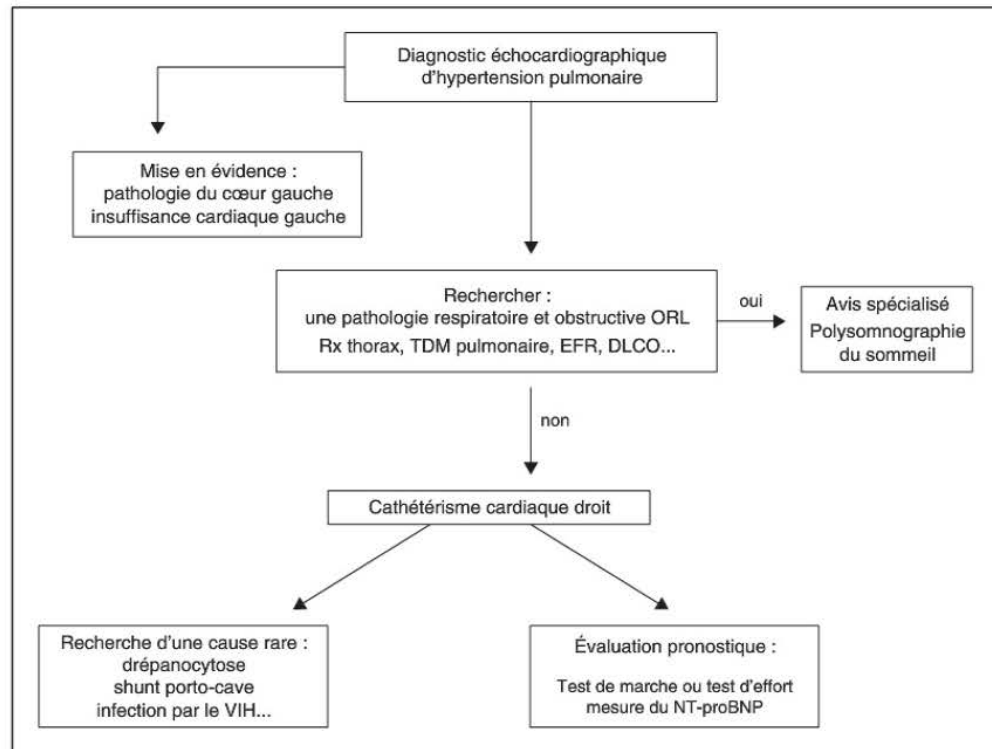 Diagnostic échocardiographique
d'hypertension pulmonaire
Mise en évidence :
pathologie du cœur gauche
insuffisance cardiaque gauche
Rechercher :
une pathologie respiratoire et obstructive ORL
Rx thorax, TDM pulmonaire, EFR, DLCO...
oui
Avis spécialisé
Polysomnographie
du sommeil
non
Cathétérisme cardiaque droit
Recherche d'une cause rare :
drépanocytose
shunt porto-cave
infection par le VIH...
Évaluation pronostique :
Test de marche ou test d'effort
mesure du NT-proBNP